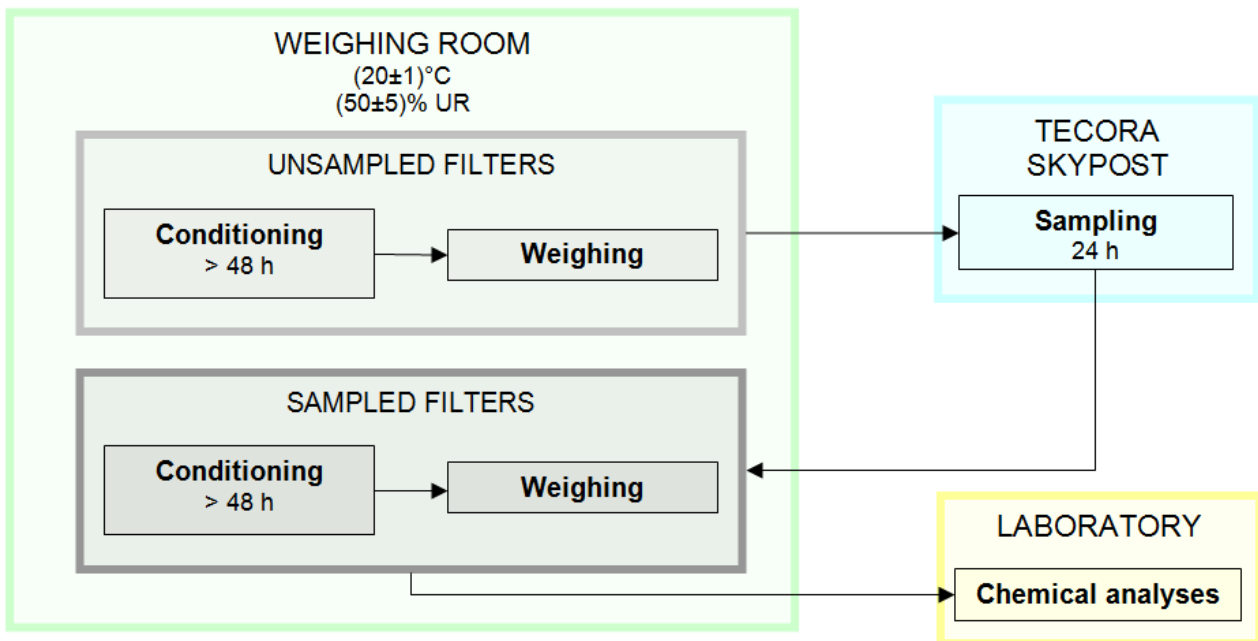 WEIGHING ROOM
(20±1)°C
(50±5)% UR
UNSAMPLED FILTERS
Conditioning
> 48 h
Weighing
TECORA
SKYPOST
Sampling
24 h
SAMPLED FILTERS
Conditioning
> 48 h
Weighing
LABORATORY
Chemical analyses